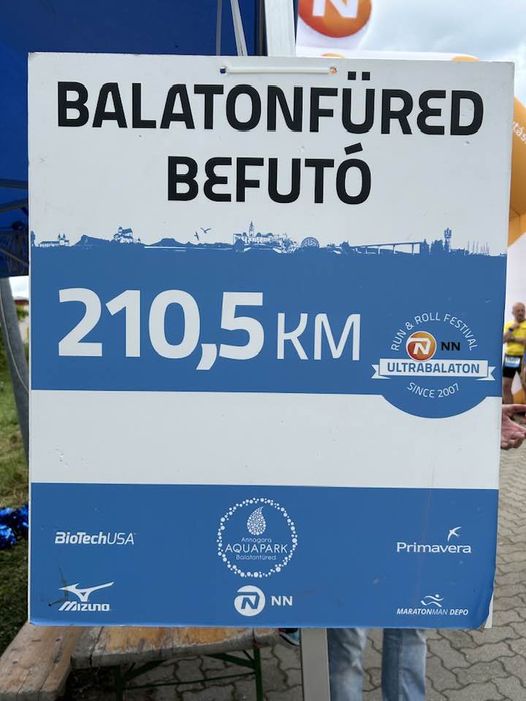 N
BALATONFÜRED
BEFUTÓ
210,5 KM
RUN & ROLL FESTIVAL
N NN
ULTRABALATON
SINCE 2007
BioTechUSA
Annagora
AQUAPARK
Balatonfüred
Primavera
MIZUNO
N NN
MARATONMAN DEPO